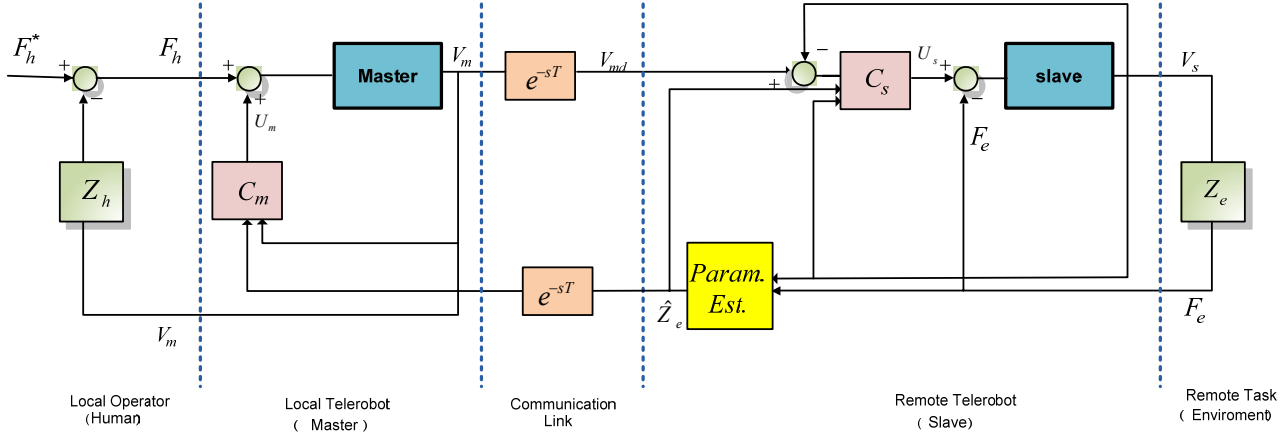 F*h
Fh
Vm
Vmd
Us
Vs
+
−
+
+
Um
Master
e^−sT
−
+
Cs
+
−
slave
Fe
Zh
Cm
Ze
Param.
Est.
e^−sT
Ẑe
Fe
Vm
Local Operator
(Human)
Local Telerobot
( Master )
Communication
Link
Remote Telerobot
( Slave)
Remote Task
( Enviroment)